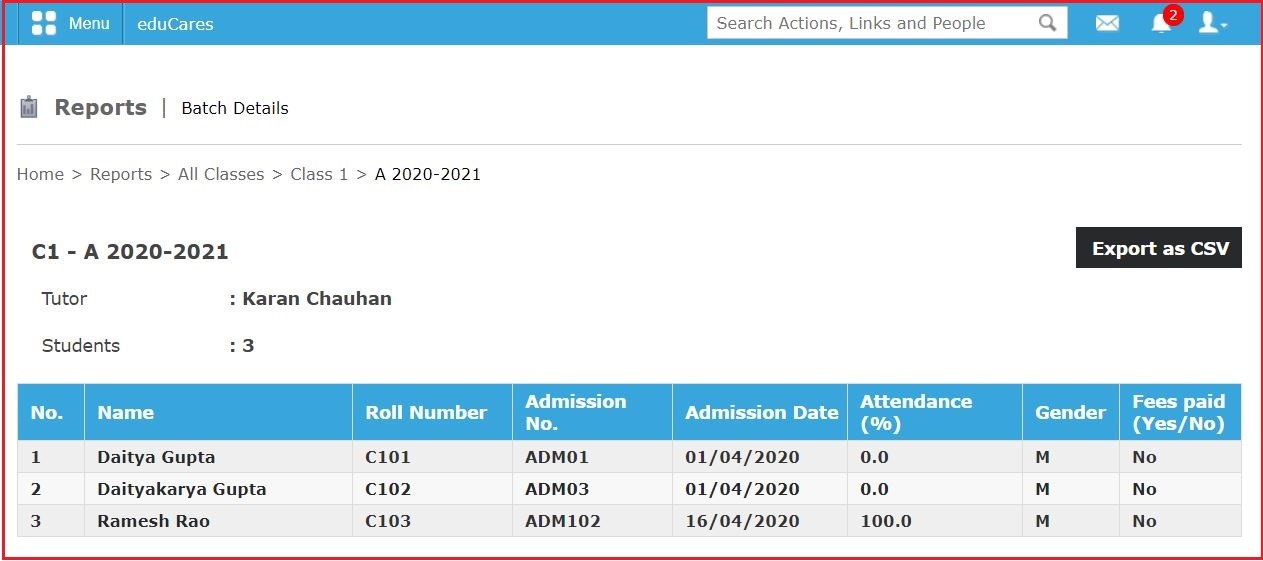 Menu eduCares Search Actions, Links and People 2
Reports | Batch Details
Home > Reports > All Classes > Class 1 > A 2020-2021
C1 - A 2020-2021 Export as CSV
Tutor : Karan Chauhan
Students : 3
No. Name Roll Number Admission No. Admission Date Attendance (%) Gender Fees paid (Yes/No)
1 Daitya Gupta C101 ADM01 01/04/2020 0.0 M No
2 Daityakarya Gupta C102 ADM03 01/04/2020 0.0 M No
3 Ramesh Rao C103 ADM102 16/04/2020 100.0 M No